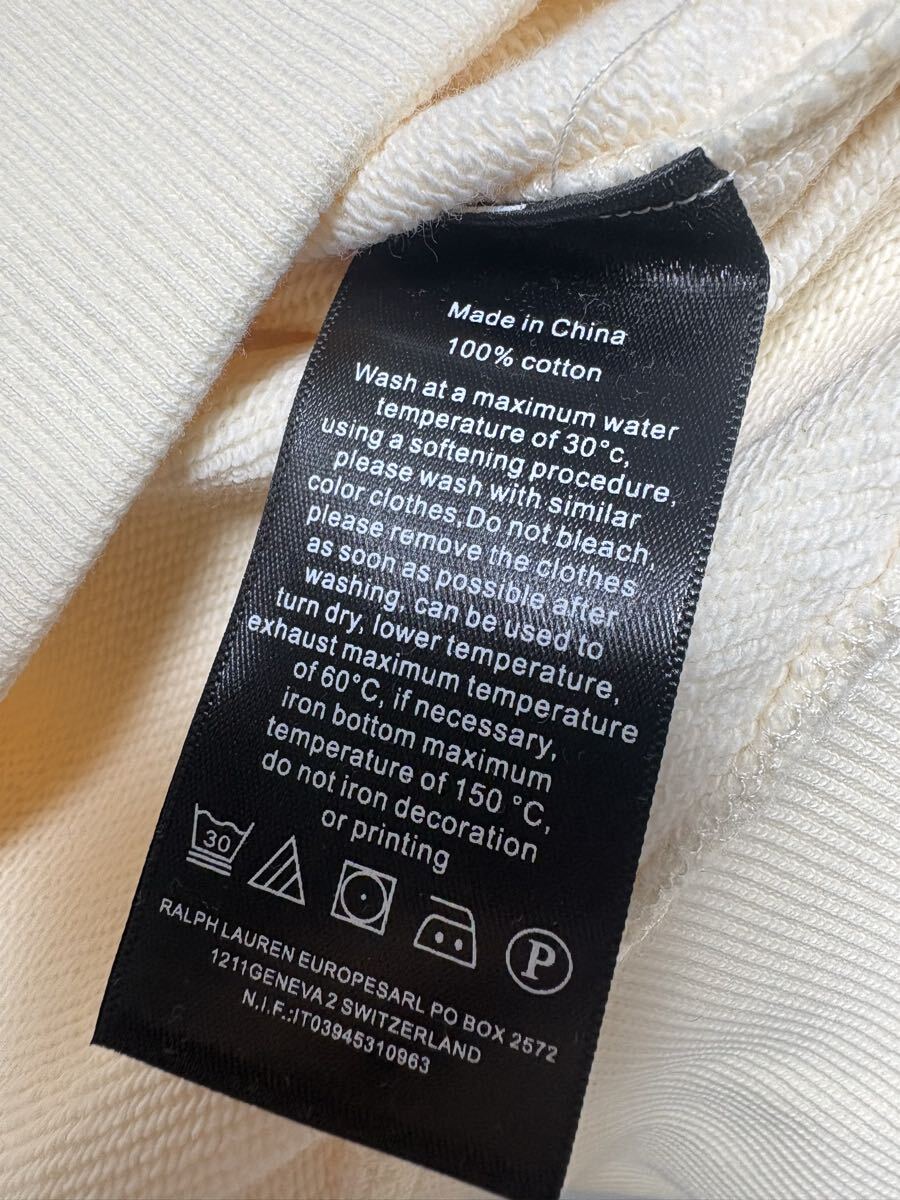 Made in China
100% cotton
Wash at a maximum water
temperature of 30°c,
using a softening procedure,
please wash with similar
color clothes.Do not bleach,
please remove the clothes
as soon as possible after
washing, can be used to
turn dry, lower temperature,
exhaust maximum temperature
of 60°C, if necessary,
iron bottom maximum
temperature of 150 °C,
do not iron decoration
or printing
30
P
RALPH LAUREN EUROPESARL PO BOX 2572
1211GENEVA 2 SWITZERLAND
N.I.F.:IT03945310963